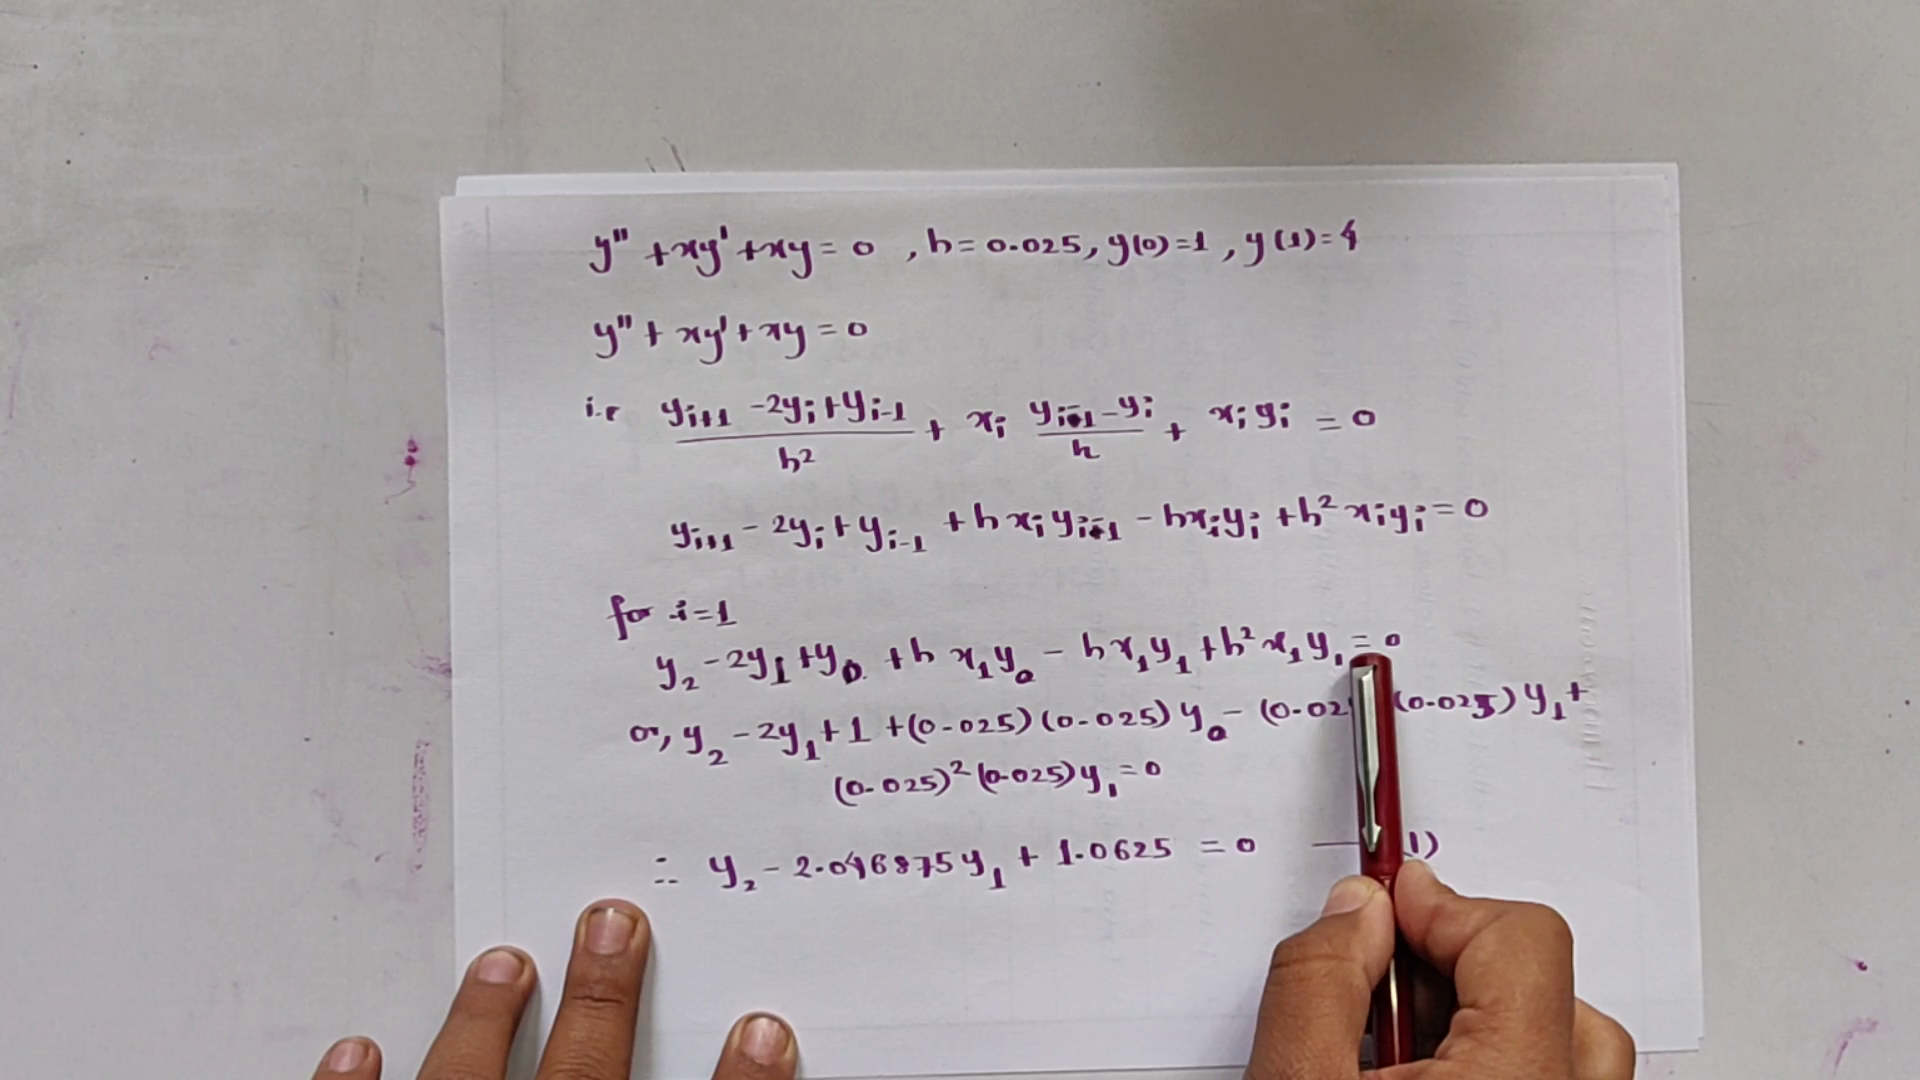 y'' + xy' + xy = 0 , h = 0.025, y(0) = 1 , y(1) = 4
y'' + xy' + xy = 0
i.e (y_{i+1} - 2y_i + y_{i-1})/h² + x_i (y_{i-1} - y_i)/h + x_i y_i = 0
y_{i+1} - 2y_i + y_{i-1} + h x_i y_{i-1} - h x_i y_i + h² x_i y_i = 0
for i = 1
y_2 - 2y_1 + y_0 + h x_1 y_0 - h x_1 y_1 + h² x_1 y_1 = 0
or, y_2 - 2y_1 + 1 + (0.025)(0.025) y_0 - (0.02 (0.025) y_1 +
(0.025)² (0.025) y_1 = 0
∴ y_2 - 2.046875 y_1 + 1.0625 = 0 — 1)